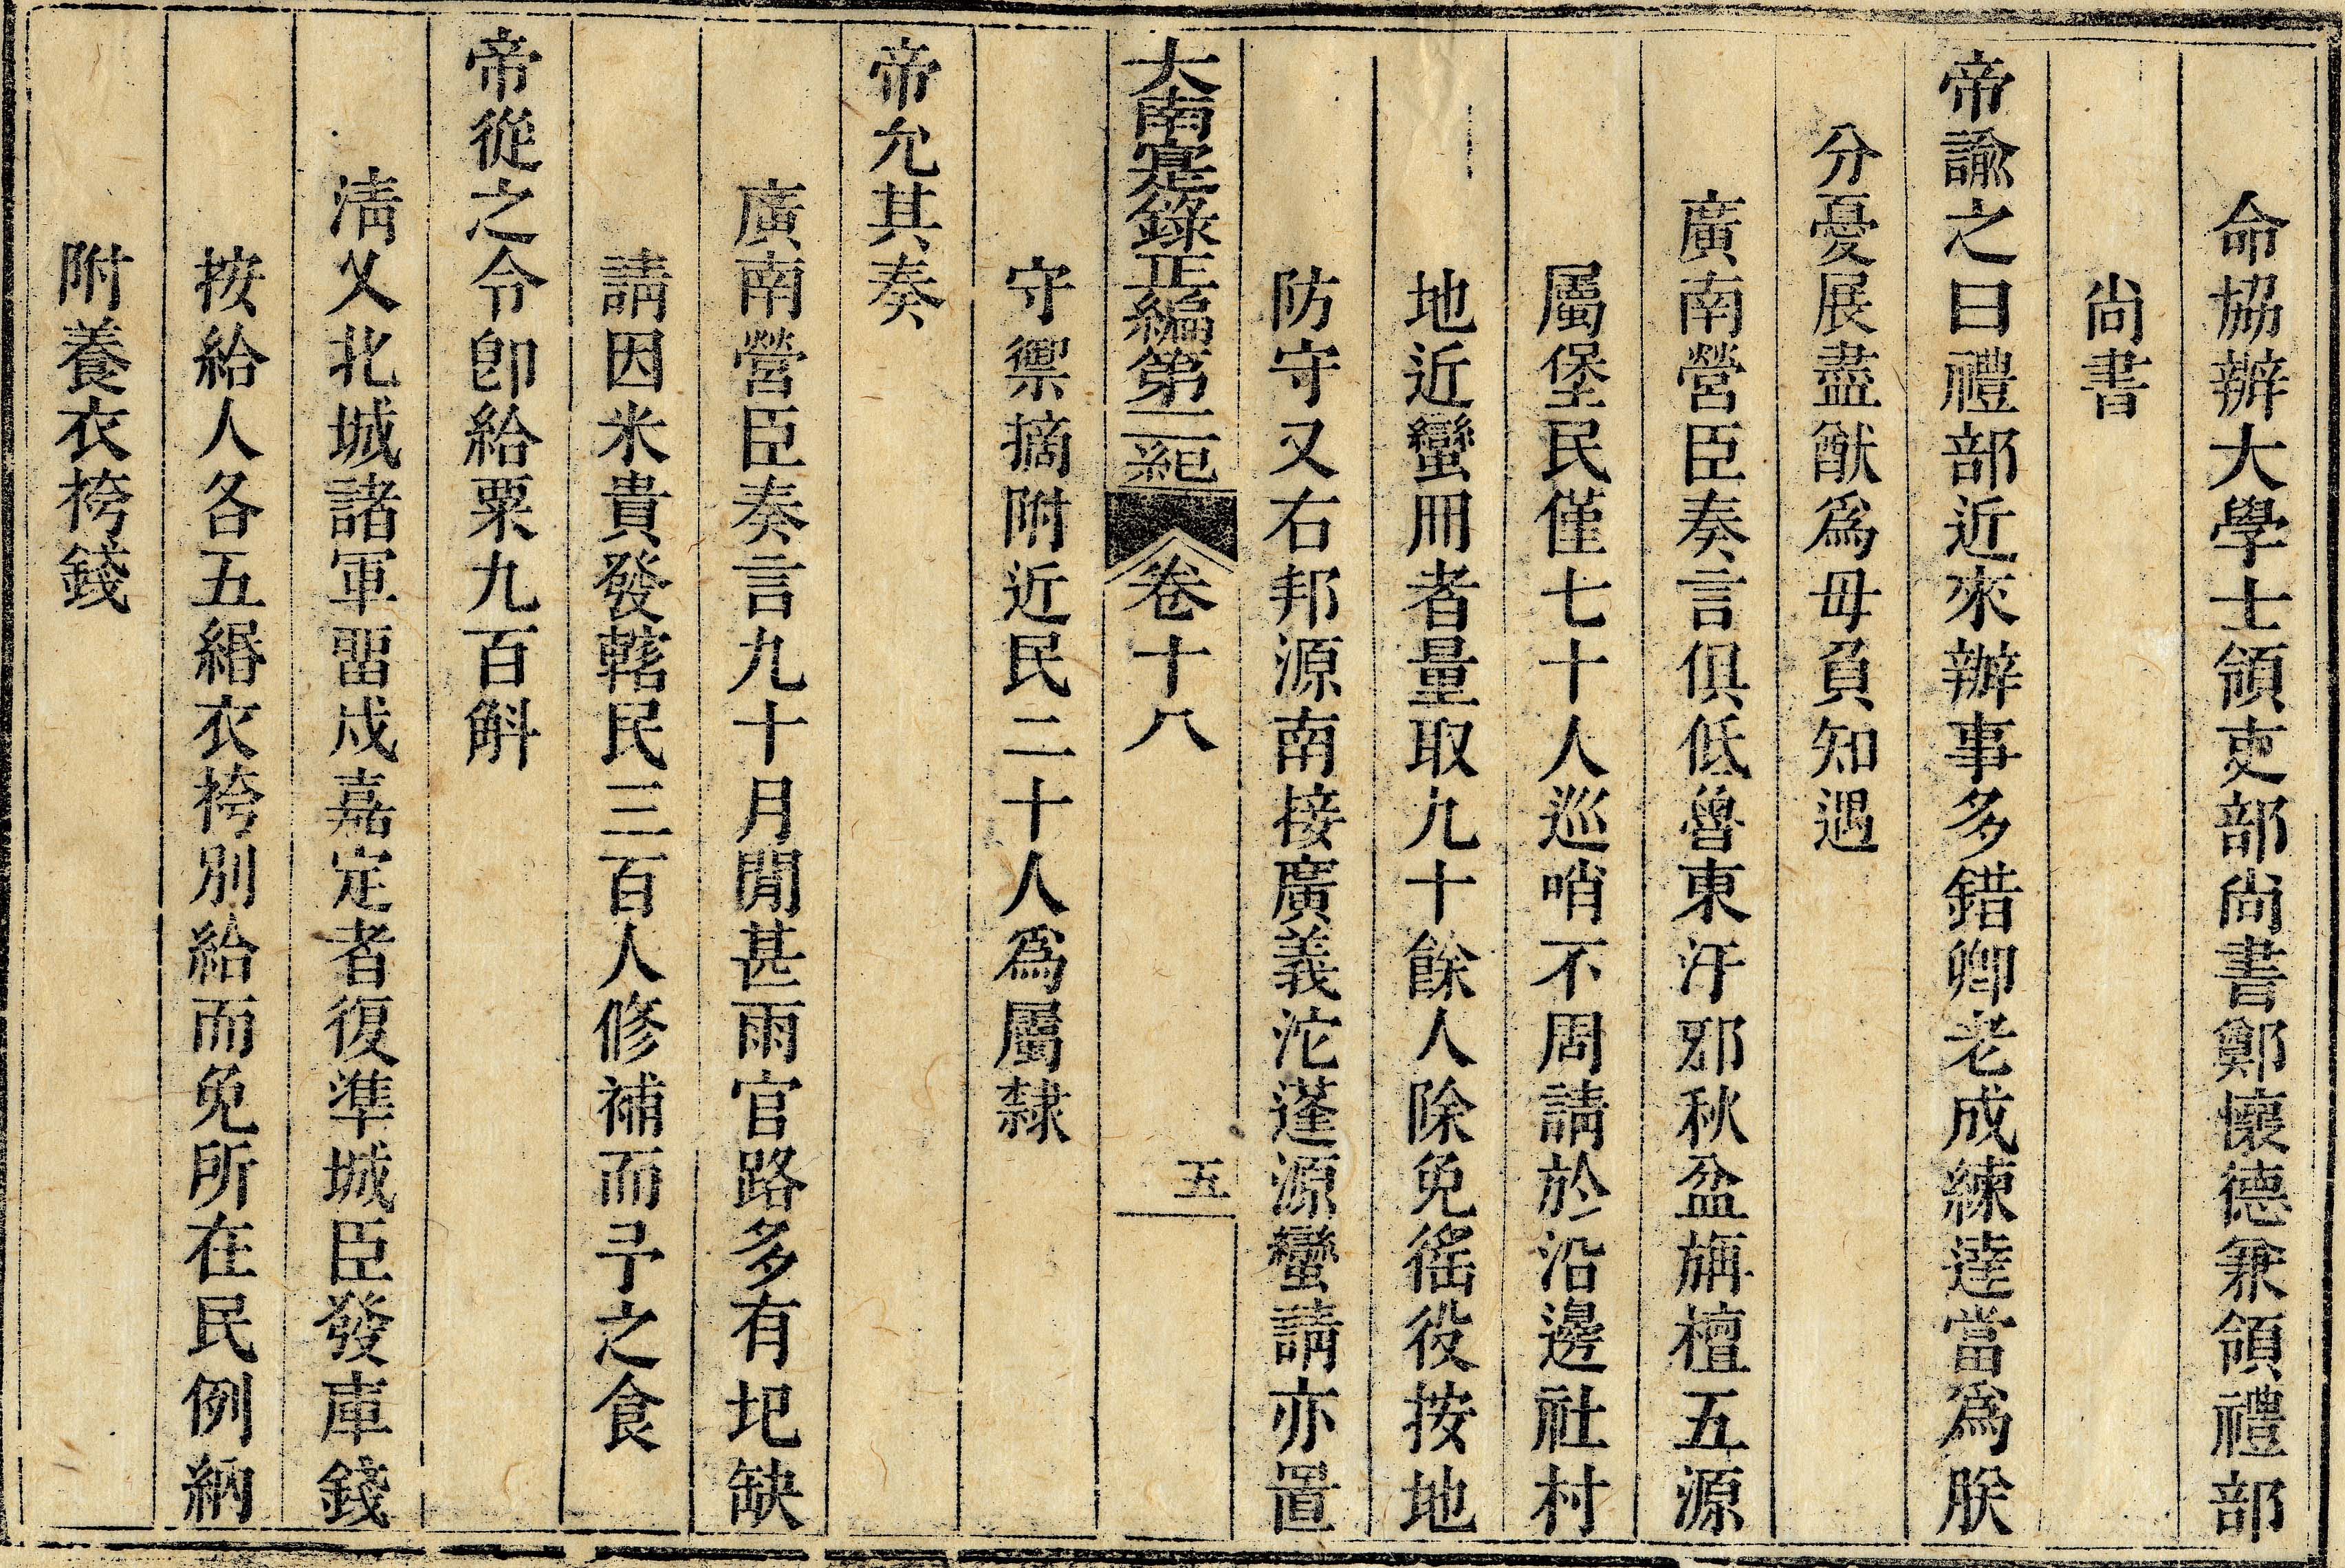 命協辦大學士領吏部尚書鄭懷德兼領禮部
尚書
帝諭之曰禮部近來辦事多錯卿老成練達當爲朕
分憂展盡猷爲毋負知遇
廣南營臣奏言俱低魯東汙邪秋盆旃檀五源
屬堡民僅七十人巡哨不周請於沿邊社村
地近蠻冊者量取九十餘人除免徭役按地
防守又右邦源南接廣義沱蓬源蠻請亦置
大南寔錄正編第二紀 卷十八 五
守禦摘附近民二十人爲屬隸
帝允其奏
廣南營臣奏言九十月閒甚雨官路多有圯缺
請因米貴發轄民三百人修補而予之食
帝從之令卽給粟九百斛
清乂北城諸軍畱戍嘉定者復準城臣發庫錢
按給人各五緡衣袴別給而免所在民例納
附養衣袴錢